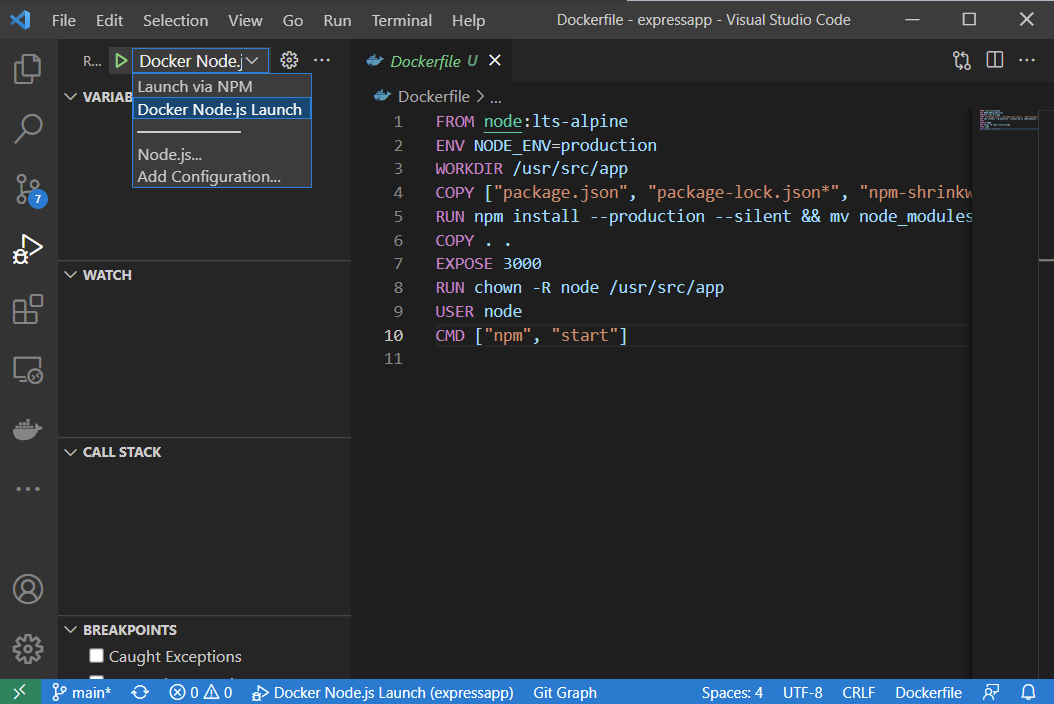 File Edit Selection View Go Run Terminal Help Dockerfile - expressapp - Visual Studio Code
R... Docker Node.j
Launch via NPM
Docker Node.js Launch
Node.js...
Add Configuration...
VARIAB
WATCH
CALL STACK
BREAKPOINTS
Caught Exceptions
7
Dockerfile U
Dockerfile > ...
1 FROM node:lts-alpine
2 ENV NODE_ENV=production
3 WORKDIR /usr/src/app
4 COPY ["package.json", "package-lock.json*", "npm-shrinkw
5 RUN npm install --production --silent && mv node_modules
6 COPY . .
7 EXPOSE 3000
8 RUN chown -R node /usr/src/app
9 USER node
10 CMD ["npm", "start"]
11
main* 0 0 Docker Node.js Launch (expressapp) Git Graph Spaces: 4 UTF-8 CRLF Dockerfile